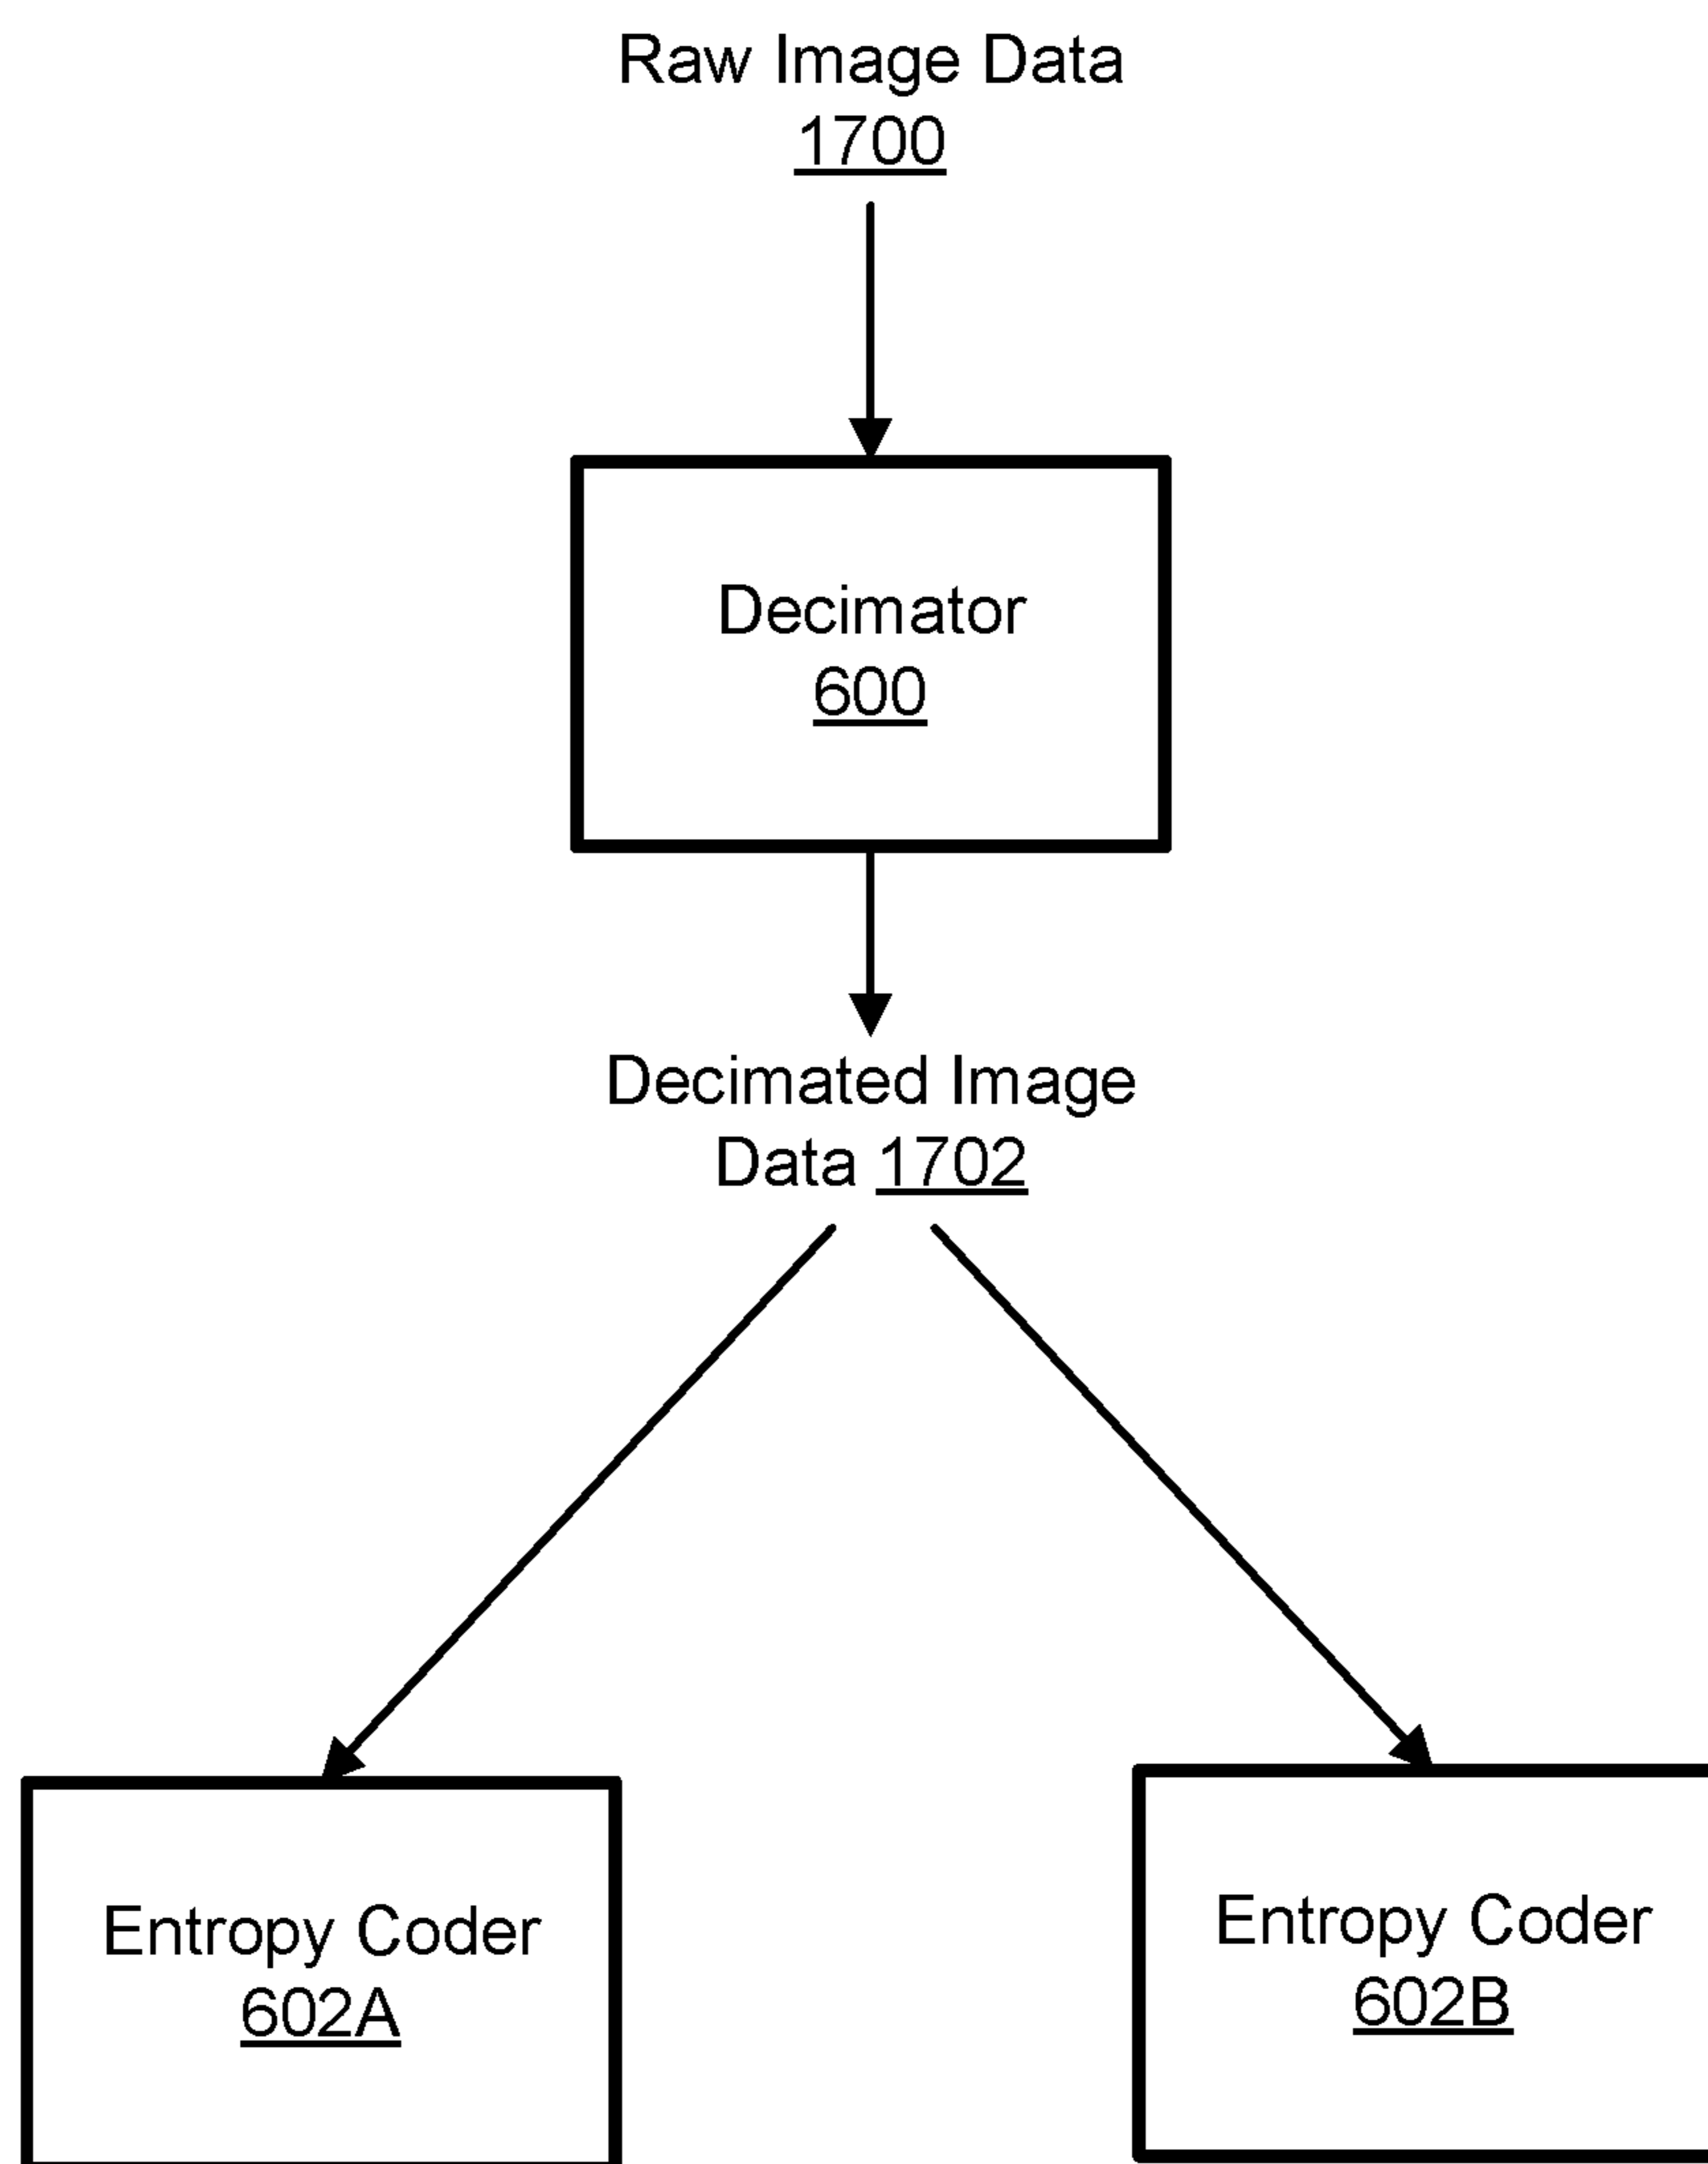 Raw Image Data
1700
Decimator
600
Decimated Image
Data 1702
Entropy Coder
602A
Entropy Coder
602B